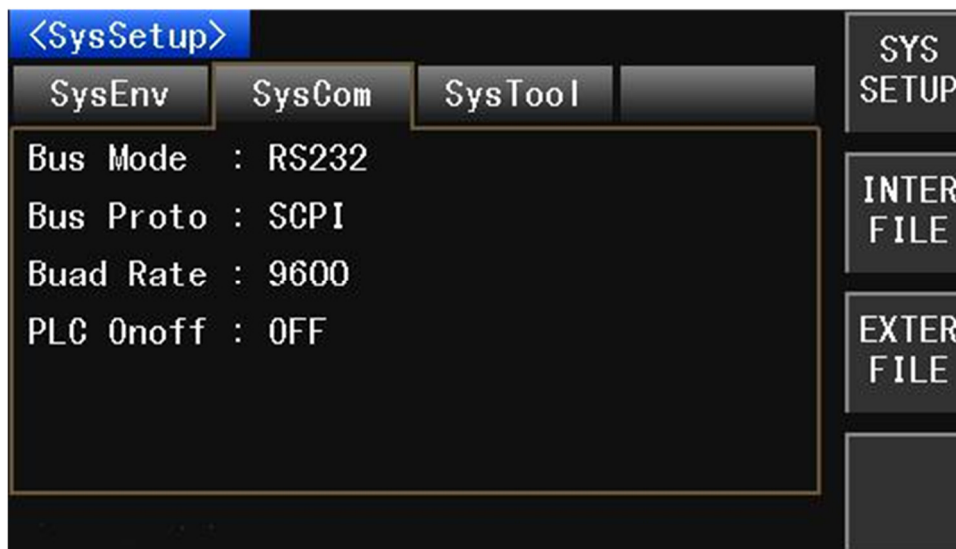 <SysSetup>
SysEnv SysCom SysTool
Bus Mode : RS232
Bus Proto : SCPI
Buad Rate : 9600
PLC Onoff : OFF
SYS
SETUP
INTER
FILE
EXTER
FILE